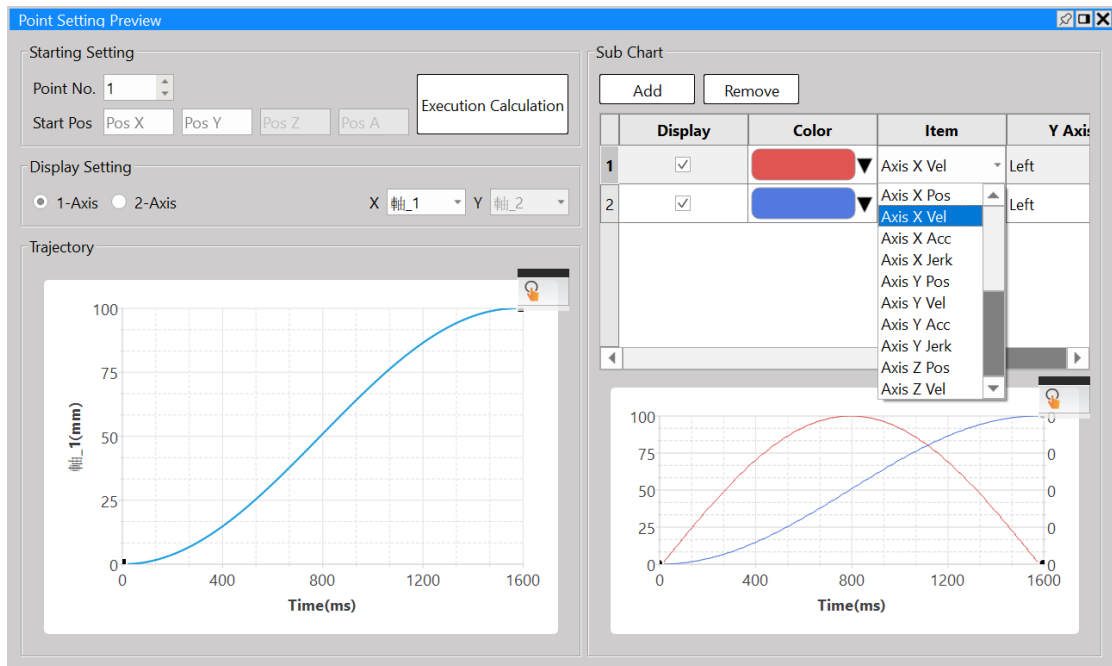 Point Setting Preview
Starting Setting
Point No. 1
Execution Calculation
Start Pos Pos X Pos Y Pos Z Pos A
Display Setting
1-Axis 2-Axis X 軸_1 Y 軸_2
Trajectory
100
75
50
25
0
軸_1(mm)
0 400 800 1200 1600
Time(ms)
Sub Chart
Add Remove
Display Color Item Y Axis
1 Axis X Vel Left
2 Left
Axis X Pos
Axis X Vel
Axis X Acc
Axis X Jerk
Axis Y Pos
Axis Y Vel
Axis Y Acc
Axis Y Jerk
Axis Z Pos
Axis Z Vel
100 0
75 0
50 0
25 0
0 0
0 400 800 1200 1600
Time(ms)